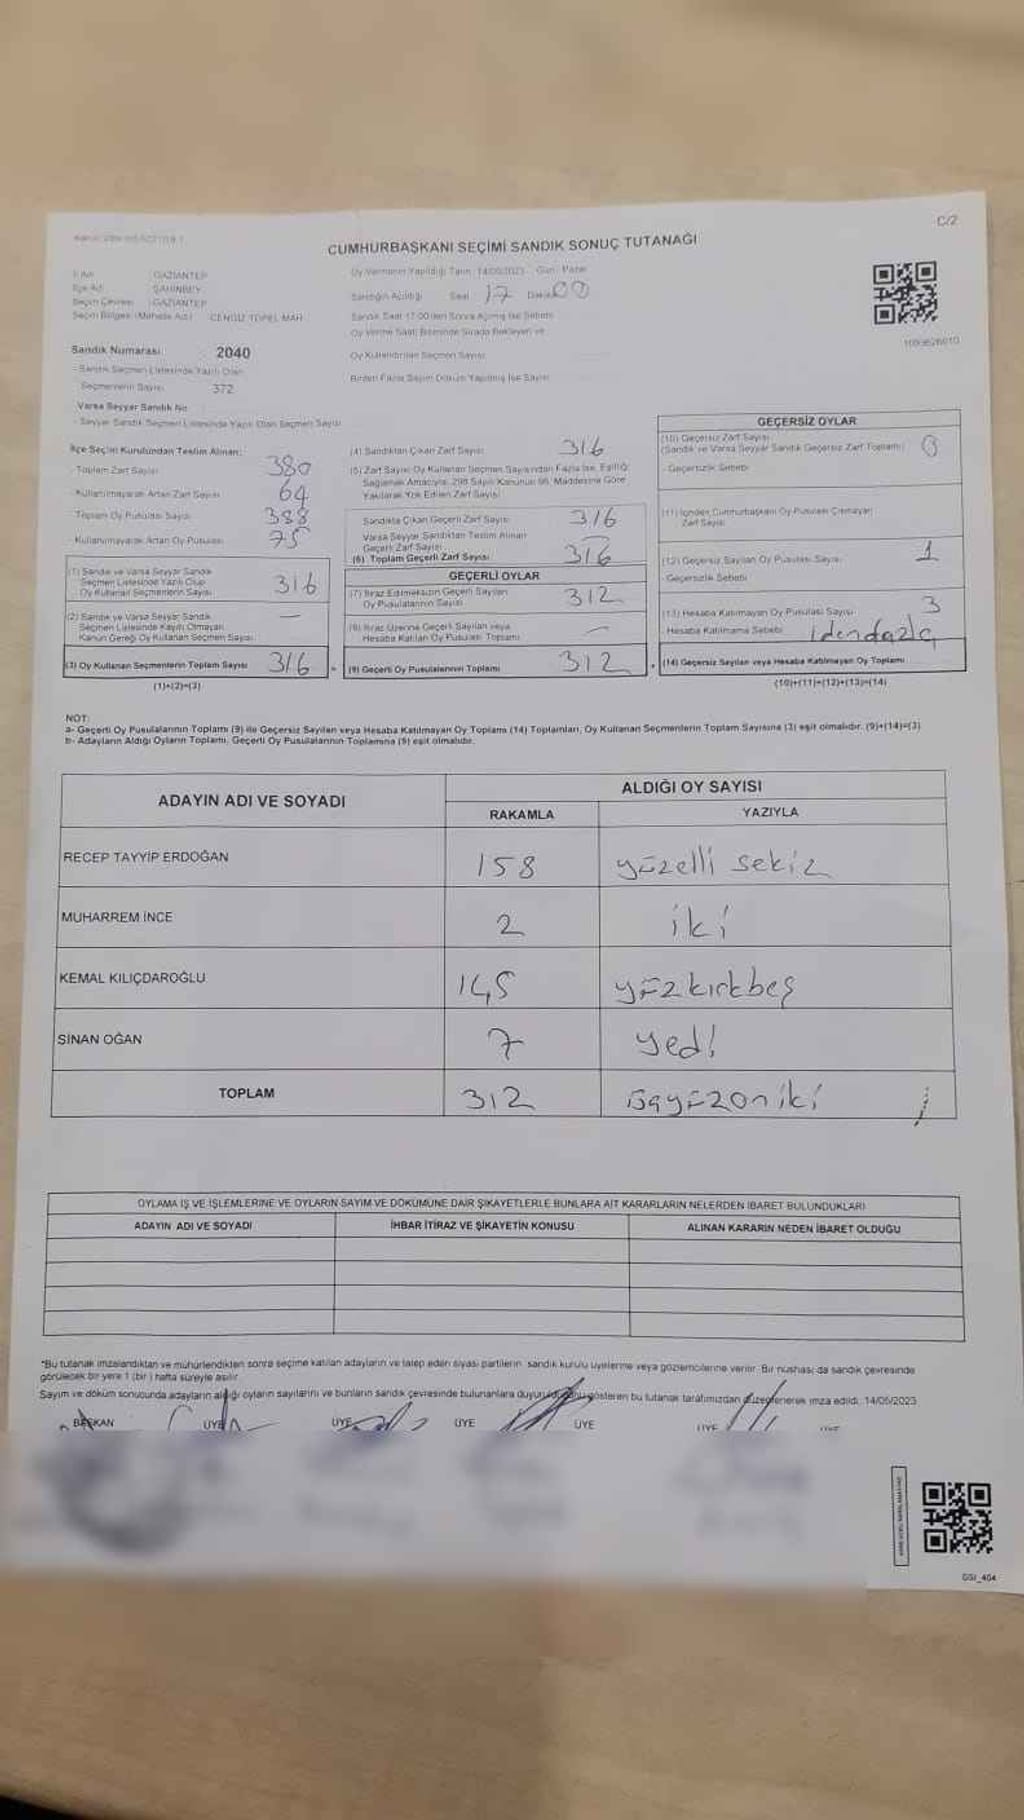 C/2
CUMHURBAŞKANI SEÇİMİ SANDIK SONUÇ TUTANAĞI
GAZİANTEP
ŞAHİNBEY
GAZİANTEP
Seçim Bölgesi (Mahalle Adı) CENGİZ TOPEL MAH.
Sandık Numarası: 2040
- Sandık Seçmen Listesinde Yazılı Olan
Seçmenlerin Sayısı: 372
Varsa Seyyar Sandık No
- Seyyar Sandık Seçmen Listesinde Yazılı Olan Seçmen Sayısı
Oy Vermenin Yapıldığı Tarih: 14/05/2023 Gün: Pazar
Sandığın Açıldığı Saat 17 Dakika 00
Sandık Saat 17:00'den Sonra Açılmış İse Sebebi
Oy Verme Saati Bitiminde Sırada Bekleyen ve
Oy Kullandırılan Seçmen Sayısı
Birden Fazla Sayım Döküm Yapılmış İse Sayısı
İlçe Seçim Kurulundan Teslim Alınan:
- Toplam Zarf Sayısı 380
- Kullanılmayarak Artan Zarf Sayısı 64
- Toplam Oy Pusulası Sayısı 388
- Kullanılmayarak Artan Oy Pusulası 75
(1) Sandık ve Varsa Seyyar Sandık
Seçmen Listesinde Yazılı Olup
Oy Kullanan Seçmenlerin Sayısı 316
(2) Sandık ve Varsa Seyyar Sandık
Seçmen Listesinde Kayıtlı Olmayan
Kanun Gereği Oy Kullanan Seçmen Sayısı —
(3) Oy Kullanan Seçmenlerin Toplam Sayısı 316
(1)+(2)=(3)
(4) Sandıktan Çıkan Zarf Sayısı 316
(5) Zarf Sayısı Oy Kullanan Seçmen Sayısından Fazla İse, Eşitliği
Sağlamak Amacıyla, 298 Sayılı Kanunun 98. Maddesine Göre
Yakılarak Yok Edilen Zarf Sayısı
Sandıkta Çıkan Geçerli Zarf Sayısı 316
Varsa Seyyar Sandıktan Teslim Alınan
Geçerli Zarf Sayısı
(6) Toplam Geçerli Zarf Sayısı 316
GEÇERLİ OYLAR
(7) İtiraz Edilmeksizin Geçerli Sayılan
Oy Pusulalarının Sayısı 312
(8) İtiraz Üzerine Geçerli Sayılan veya
Hesaba Katılan Oy Pusulası Toplamı —
(9) Geçerli Oy Pusulalarının Toplamı 312
GEÇERSİZ OYLAR
(10) Geçersiz Zarf Sayısı
(Sandık ve Varsa Seyyar Sandık Geçersiz Zarf Toplamı) 0
Geçersizlik Sebebi
(11) İçinden Cumhurbaşkanı Oy Pusulası Çıkmayan
Zarf Sayısı
(12) Geçersiz Sayılan Oy Pusulası Sayısı 1
Geçersizlik Sebebi
(13) Hesaba Katılmayan Oy Pusulası Sayısı 3
Hesaba Katılmama Sebebi 1denfazla
(14) Geçersiz Sayılan veya Hesaba Katılmayan Oy Toplamı
(10)+(11)+(12)+(13)=(14)
NOT:
a- Geçerli Oy Pusulalarının Toplamı (9) ile Geçersiz Sayılan veya Hesaba Katılmayan Oy Toplamı (14) Toplamları, Oy Kullanan Seçmenlerin Toplam Sayısına (3) eşit olmalıdır. (9)+(14)=(3)
b- Adayların Aldığı Oyların Toplamı, Geçerli Oy Pusulalarının Toplamına (9) eşit olmalıdır.
ADAYIN ADI VE SOYADI
ALDIĞI OY SAYISI
RAKAMLA YAZIYLA
RECEP TAYYİP ERDOĞAN 158 yüzelli sekiz
MUHARREM İNCE 2 iki
KEMAL KILIÇDAROĞLU 145 yüzkırkbeş
SİNAN OĞAN 7 yedi
TOPLAM 312 üçyüzoniki
OYLAMA İŞ VE İŞLEMLERİNE VE OYLARIN SAYIM VE DÖKÜMÜNE DAİR ŞİKAYETLERLE BUNLARA AİT KARARLARIN NELERDEN İBARET BULUNDUKLARI
ADAYIN ADI VE SOYADI İHBAR İTİRAZ VE ŞİKAYETİN KONUSU ALINAN KARARIN NEDEN İBARET OLDUĞU
*Bu tutanak imzalandıktan ve mühürlendikten sonra seçime katılan adayların ve talep eden siyasi partilerin sandık kurulu üyelerine veya gözlemcilerine verilir. Bir nüshası da sandık çevresinde
görülecek bir yere 1 (bir) hafta süreyle asılır.
Sayım ve döküm sonucunda adayların aldığı oyların sayılarını ve bunların sandık çevresinde bulunanlara duyurulduğunu gösteren bu tutanak tarafımızdan düzenlenerek imza edildi. 14/05/2023
BAŞKAN ÜYE ÜYE ÜYE ÜYE ÜYE ÜYE
GSI_404